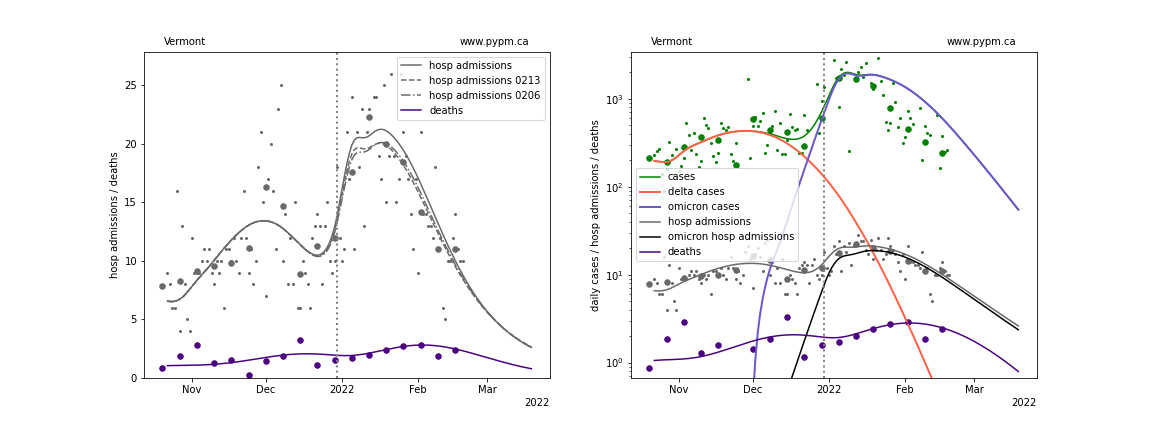 Vermont
www.pypm.ca
hosp admissions
hosp admissions 0213
hosp admissions 0206
deaths
hosp admissions / deaths
25
20
15
10
5
0
Nov
Dec
2022
Feb
Mar
2022
Vermont
www.pypm.ca
cases
delta cases
omicron cases
hosp admissions
omicron hosp admissions
deaths
daily cases / hosp admissions / deaths
10³
10²
10¹
10⁰
Nov
Dec
2022
Feb
Mar
2022